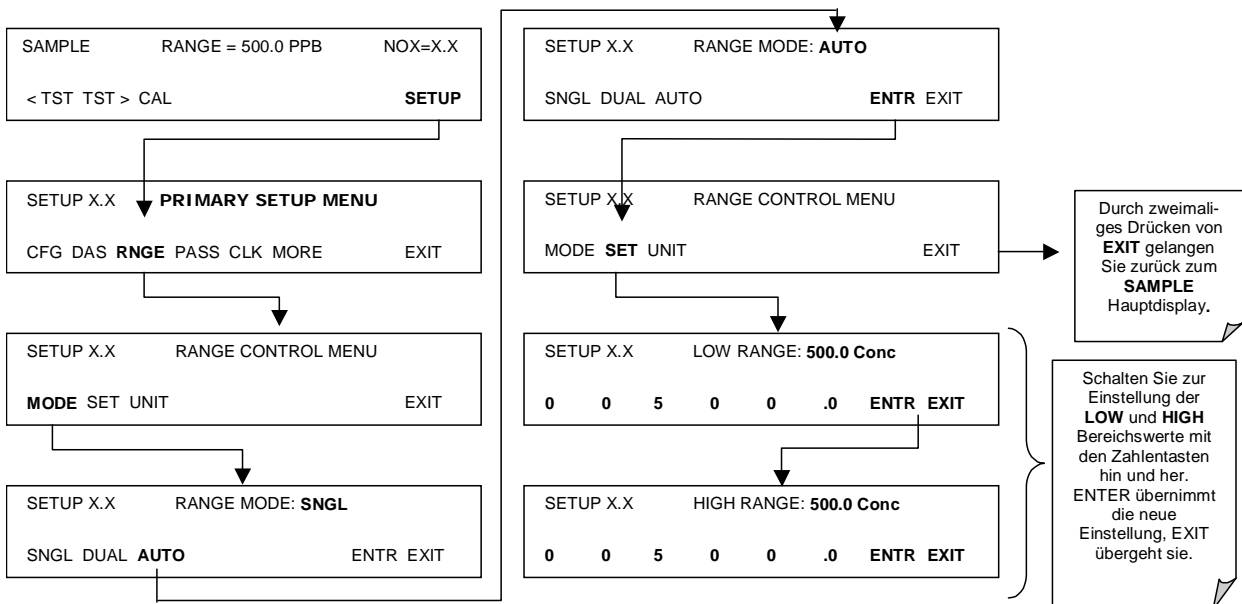 SAMPLE RANGE = 500.0 PPB NOX=X.X
< TST TST > CAL SETUP
SETUP X.X PRIMARY SETUP MENU
CFG DAS RNGE PASS CLK MORE EXIT
SETUP X.X RANGE CONTROL MENU
MODE SET UNIT EXIT
SETUP X.X RANGE MODE: SNGL
SNGL DUAL AUTO ENTR EXIT
SETUP X.X RANGE MODE: AUTO
SNGL DUAL AUTO ENTR EXIT
SETUP X.X RANGE CONTROL MENU
MODE SET UNIT EXIT
SETUP X.X LOW RANGE: 500.0 Conc
0 0 5 0 0 .0 ENTR EXIT
SETUP X.X HIGH RANGE: 500.0 Conc
0 0 5 0 0 .0 ENTR EXIT
Durch zweimali-
ges Drücken von
EXIT gelangen
Sie zurück zum
SAMPLE
Hauptdisplay.
Schalten Sie zur
Einstellung der
LOW und HIGH
Bereichswerte mit
den Zahlentasten
hin und her.
ENTER übernimmt
die neue
Einstellung, EXIT
übergeht sie.